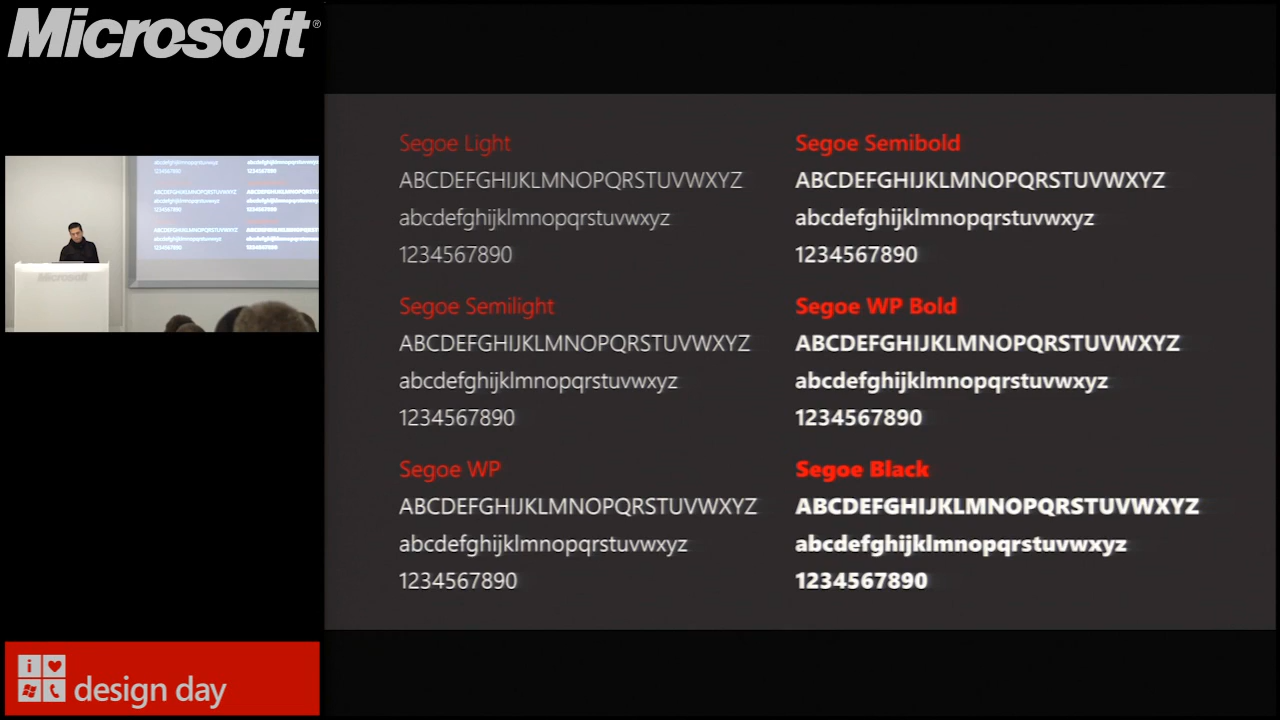 Microsoft®
Segoe Light
ABCDEFGHIJKLMNOPQRSTUVWXYZ
abcdefghijklmnopqrstuvwxyz
1234567890
Segoe Semilight
ABCDEFGHIJKLMNOPQRSTUVWXYZ
abcdefghijklmnopqrstuvwxyz
1234567890
Segoe WP
ABCDEFGHIJKLMNOPQRSTUVWXYZ
abcdefghijklmnopqrstuvwxyz
1234567890
Segoe Semibold
ABCDEFGHIJKLMNOPQRSTUVWXYZ
abcdefghijklmnopqrstuvwxyz
1234567890
Segoe WP Bold
ABCDEFGHIJKLMNOPQRSTUVWXYZ
abcdefghijklmnopqrstuvwxyz
1234567890
Segoe Black
ABCDEFGHIJKLMNOPQRSTUVWXYZ
abcdefghijklmnopqrstuvwxyz
1234567890
Microsoft
i
design day